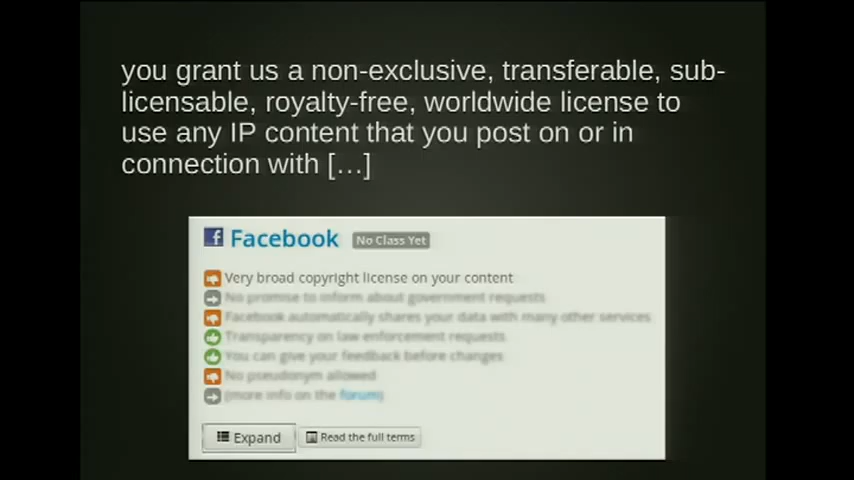 you grant us a non-exclusive, transferable, sub-
licensable, royalty-free, worldwide license to
use any IP content that you post on or in
connection with […]
f Facebook No Class Yet
Very broad copyright license on your content
No promise to inform about government requests
Facebook automatically shares your data with many other services
Transparency on law enforcement requests
You can give your feedback before changes
No pseudonym allowed
(more info on the forum)
Expand Read the full terms